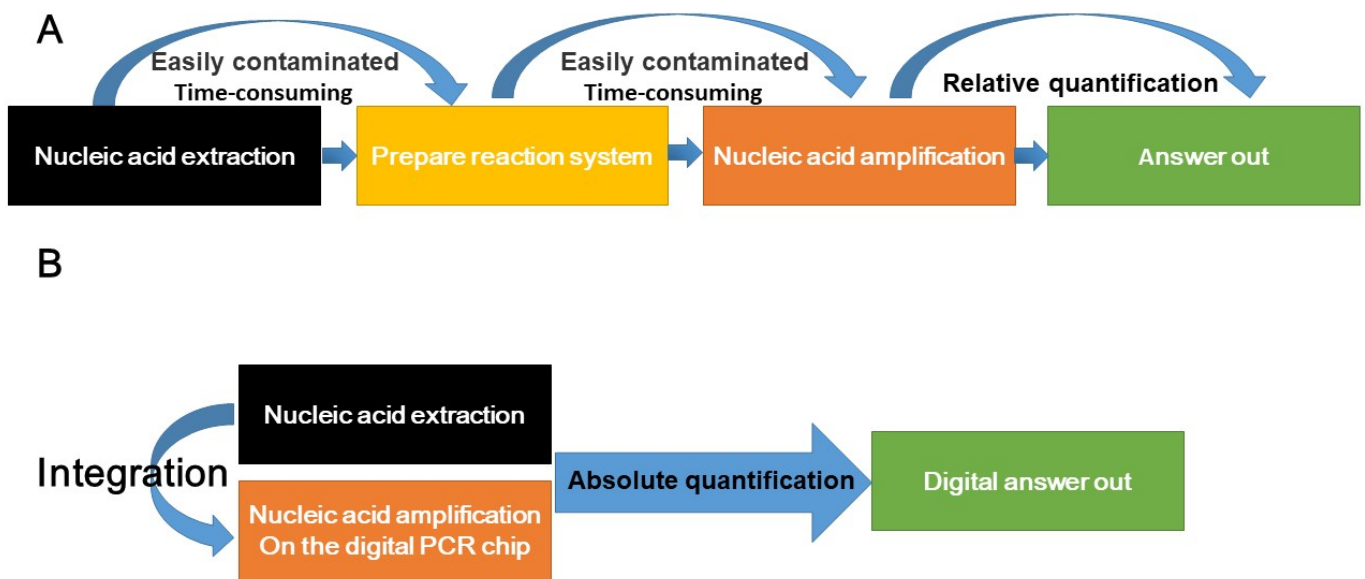 A
Easily contaminated
Time-consuming
Easily contaminated
Time-consuming
Relative quantification
Nucleic acid extraction
Prepare reaction system
Nucleic acid amplification
Answer out
B
Nucleic acid extraction
Integration
Absolute quantification
Digital answer out
Nucleic acid amplification
On the digital PCR chip